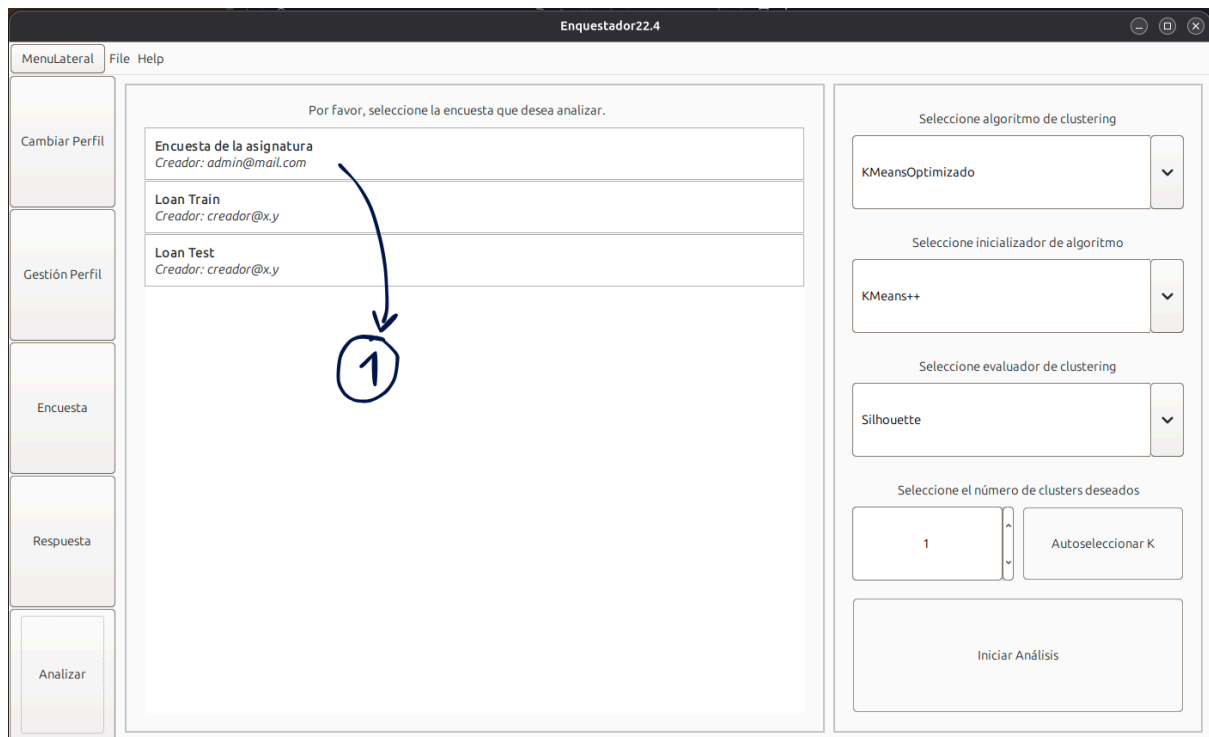 Enquestador22.4
MenuLateral File Help
Cambiar Perfil
Gestión Perfil
Encuesta
Respuesta
Analizar
Por favor, seleccione la encuesta que desea analizar.
Encuesta de la asignatura
Creador: admin@mail.com
Loan Train
Creador: creador@x.y
Loan Test
Creador: creador@x.y
1
Seleccione algoritmo de clustering
KMeansOptimizado
Seleccione inicializador de algoritmo
KMeans++
Seleccione evaluador de clustering
Silhouette
Seleccione el número de clusters deseados
1
Autoseleccionar K
Iniciar Análisis